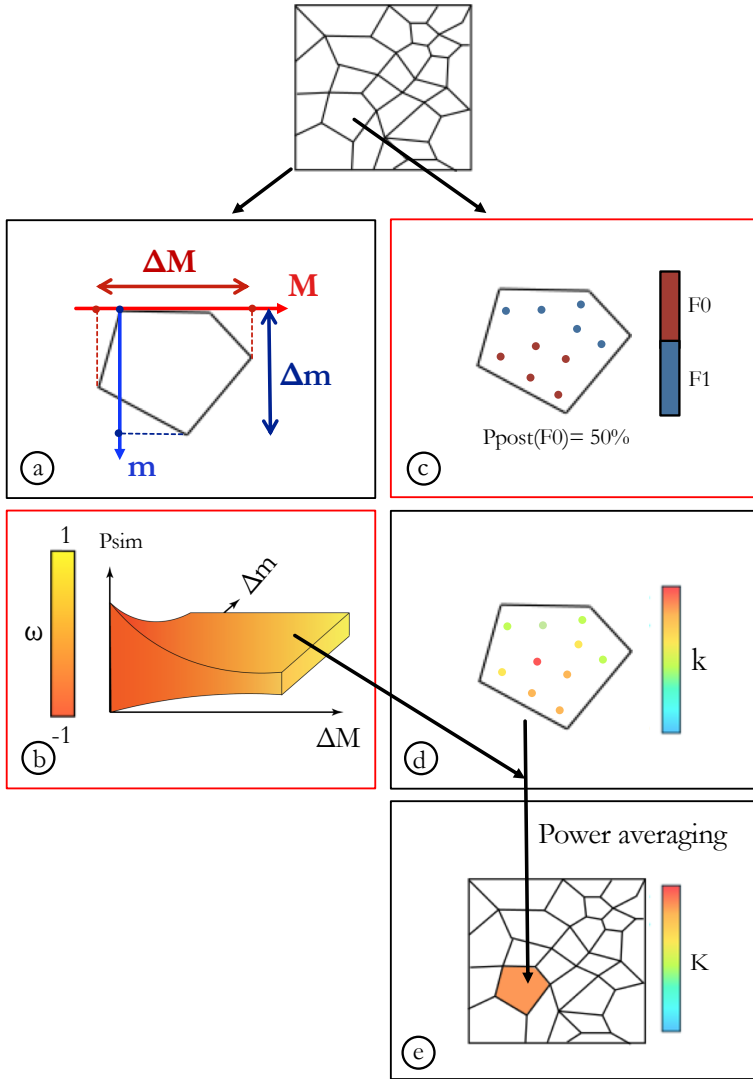 ΔM
M
Δm
m
a
F0
F1
Ppost(F0)= 50%
c
1
Psim
Δm
ω
-1
ΔM
b
k
d
Power averaging
K
e